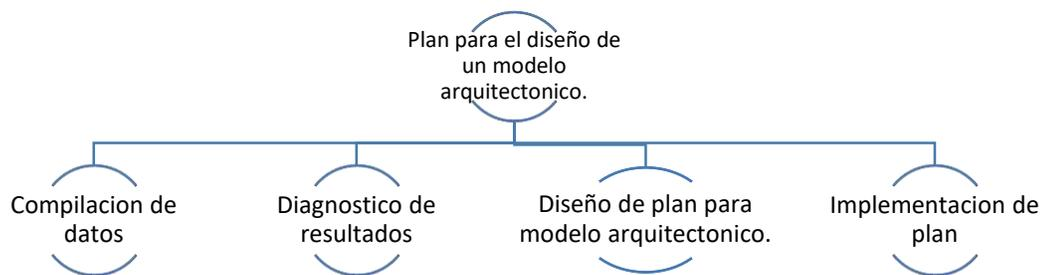 Plan para el diseño de
un modelo
arquitectonico.
Compilacion de
datos
Diagnostico de
resultados
Diseño de plan para
modelo arquitectonico.
Implementacion de
plan